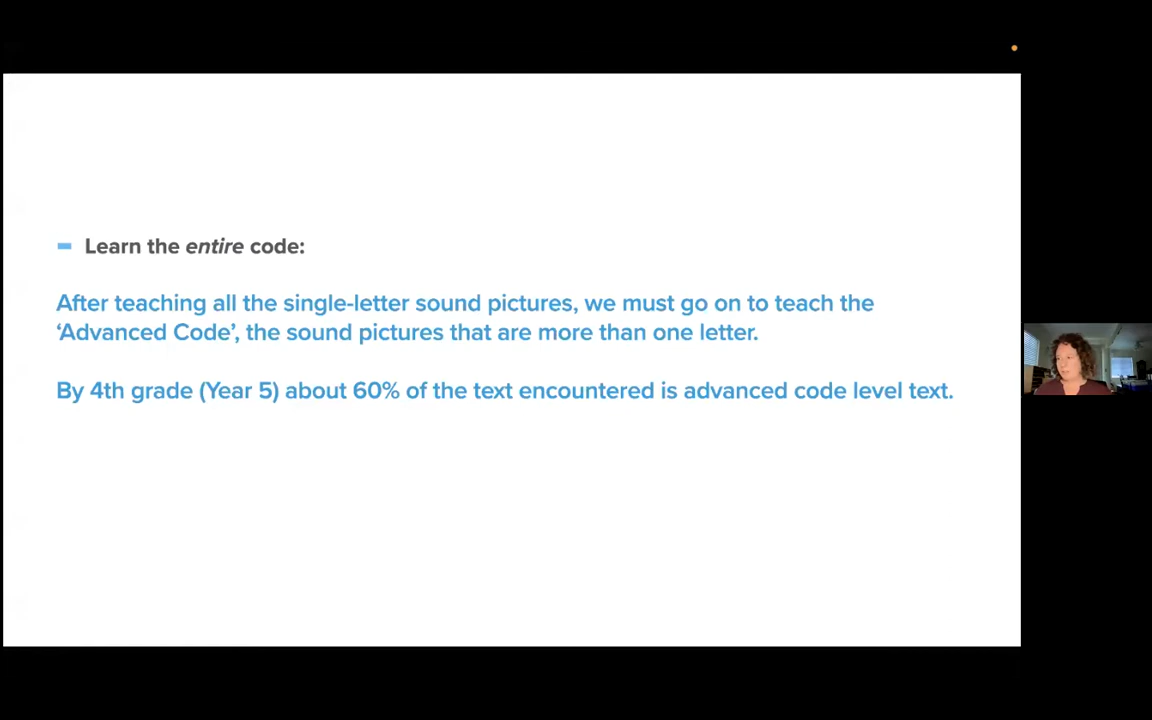 Learn the entire code:
After teaching all the single-letter sound pictures, we must go on to teach the
‘Advanced Code’, the sound pictures that are more than one letter.
By 4th grade (Year 5) about 60% of the text encountered is advanced code level text.